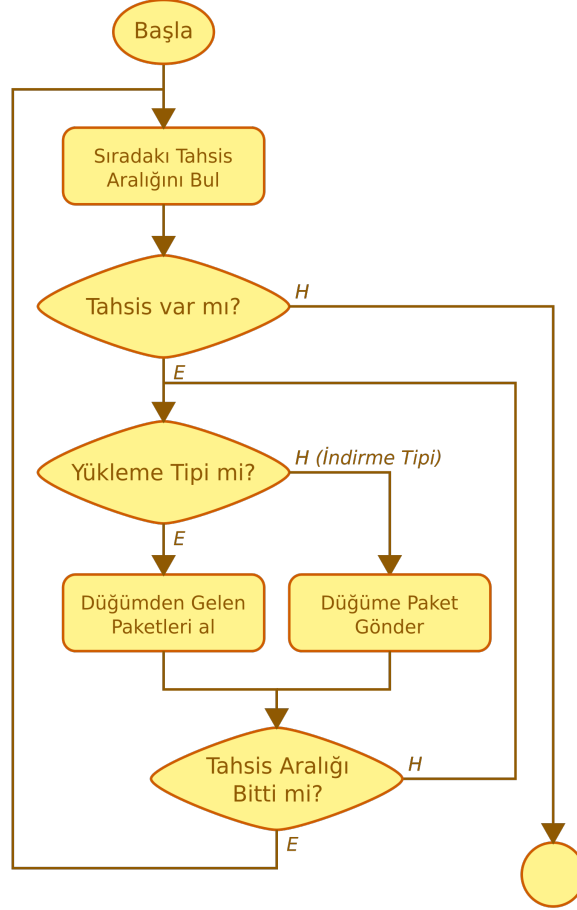 Başla
Sıradakı Tahsis
Aralığını Bul
Tahsis var mı?
H
E
Yükleme Tipi mi?
H (İndirme Tipi)
E
Düğümden Gelen
Paketleri al
Düğüme Paket
Gönder
Tahsis Aralığı
Bitti mi?
H
E